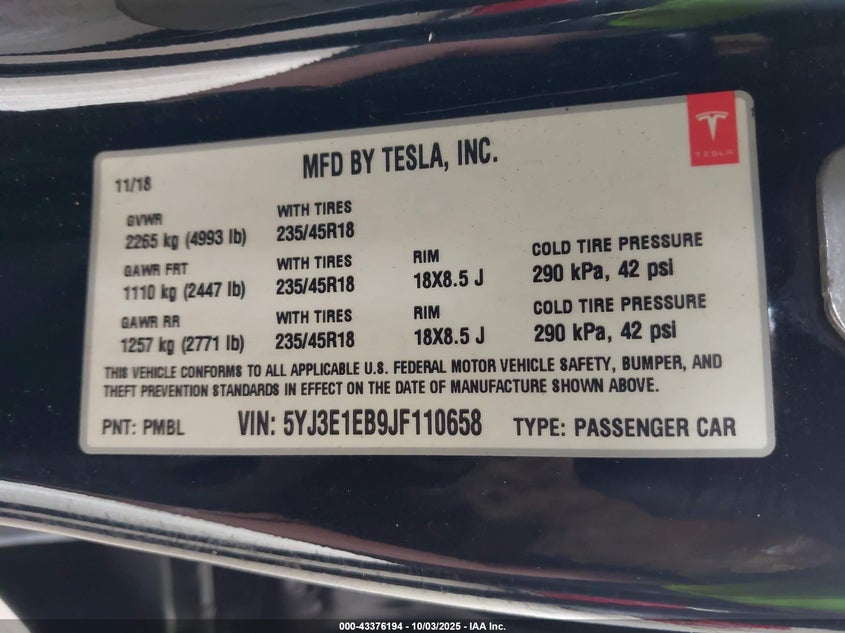 MFD BY TESLA, INC.
TESLA
11/18
GVWR
2265 kg (4993 lb)
WITH TIRES
235/45R18
GAWR FRT
1110 kg (2447 lb)
WITH TIRES
235/45R18
RIM
18X8.5 J
COLD TIRE PRESSURE
290 kPa, 42 psi
GAWR RR
1257 kg (2771 lb)
WITH TIRES
235/45R18
RIM
18X8.5 J
COLD TIRE PRESSURE
290 kPa, 42 psi
THIS VEHICLE CONFORMS TO ALL APPLICABLE U.S. FEDERAL MOTOR VEHICLE SAFETY, BUMPER, AND
THEFT PREVENTION STANDARDS IN EFFECT ON THE DATE OF MANUFACTURE SHOWN ABOVE.
PNT: PMBL
VIN: 5YJ3E1EB9JF110658
TYPE: PASSENGER CAR
000-43376194 - 10/03/2025 - IAA Inc.